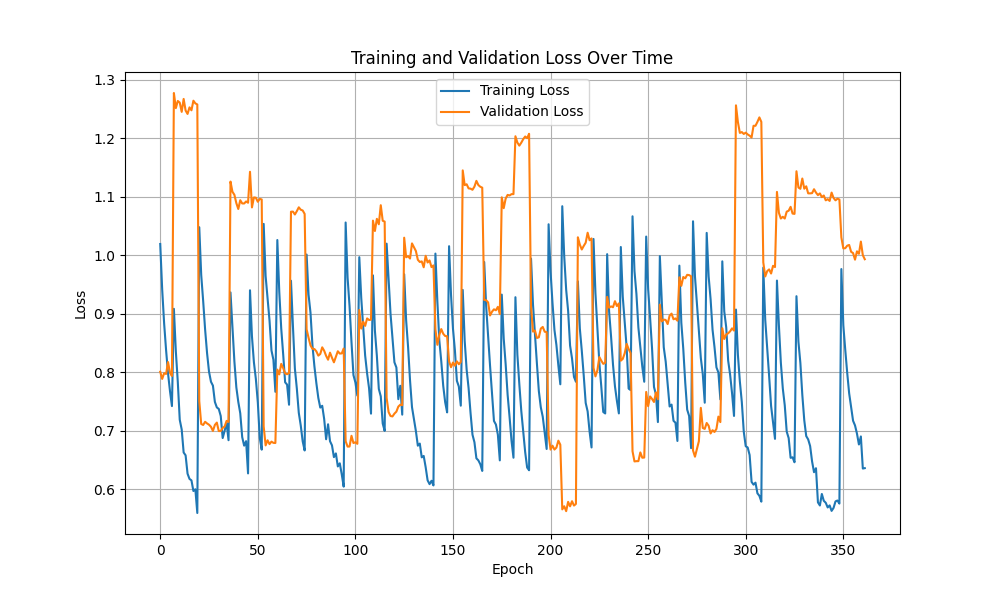 Training and Validation Loss Over Time
Training Loss
Validation Loss
Loss
1.3
1.2
1.1
1.0
0.9
0.8
0.7
0.6
0 50 100 150 200 250 300 350
Epoch